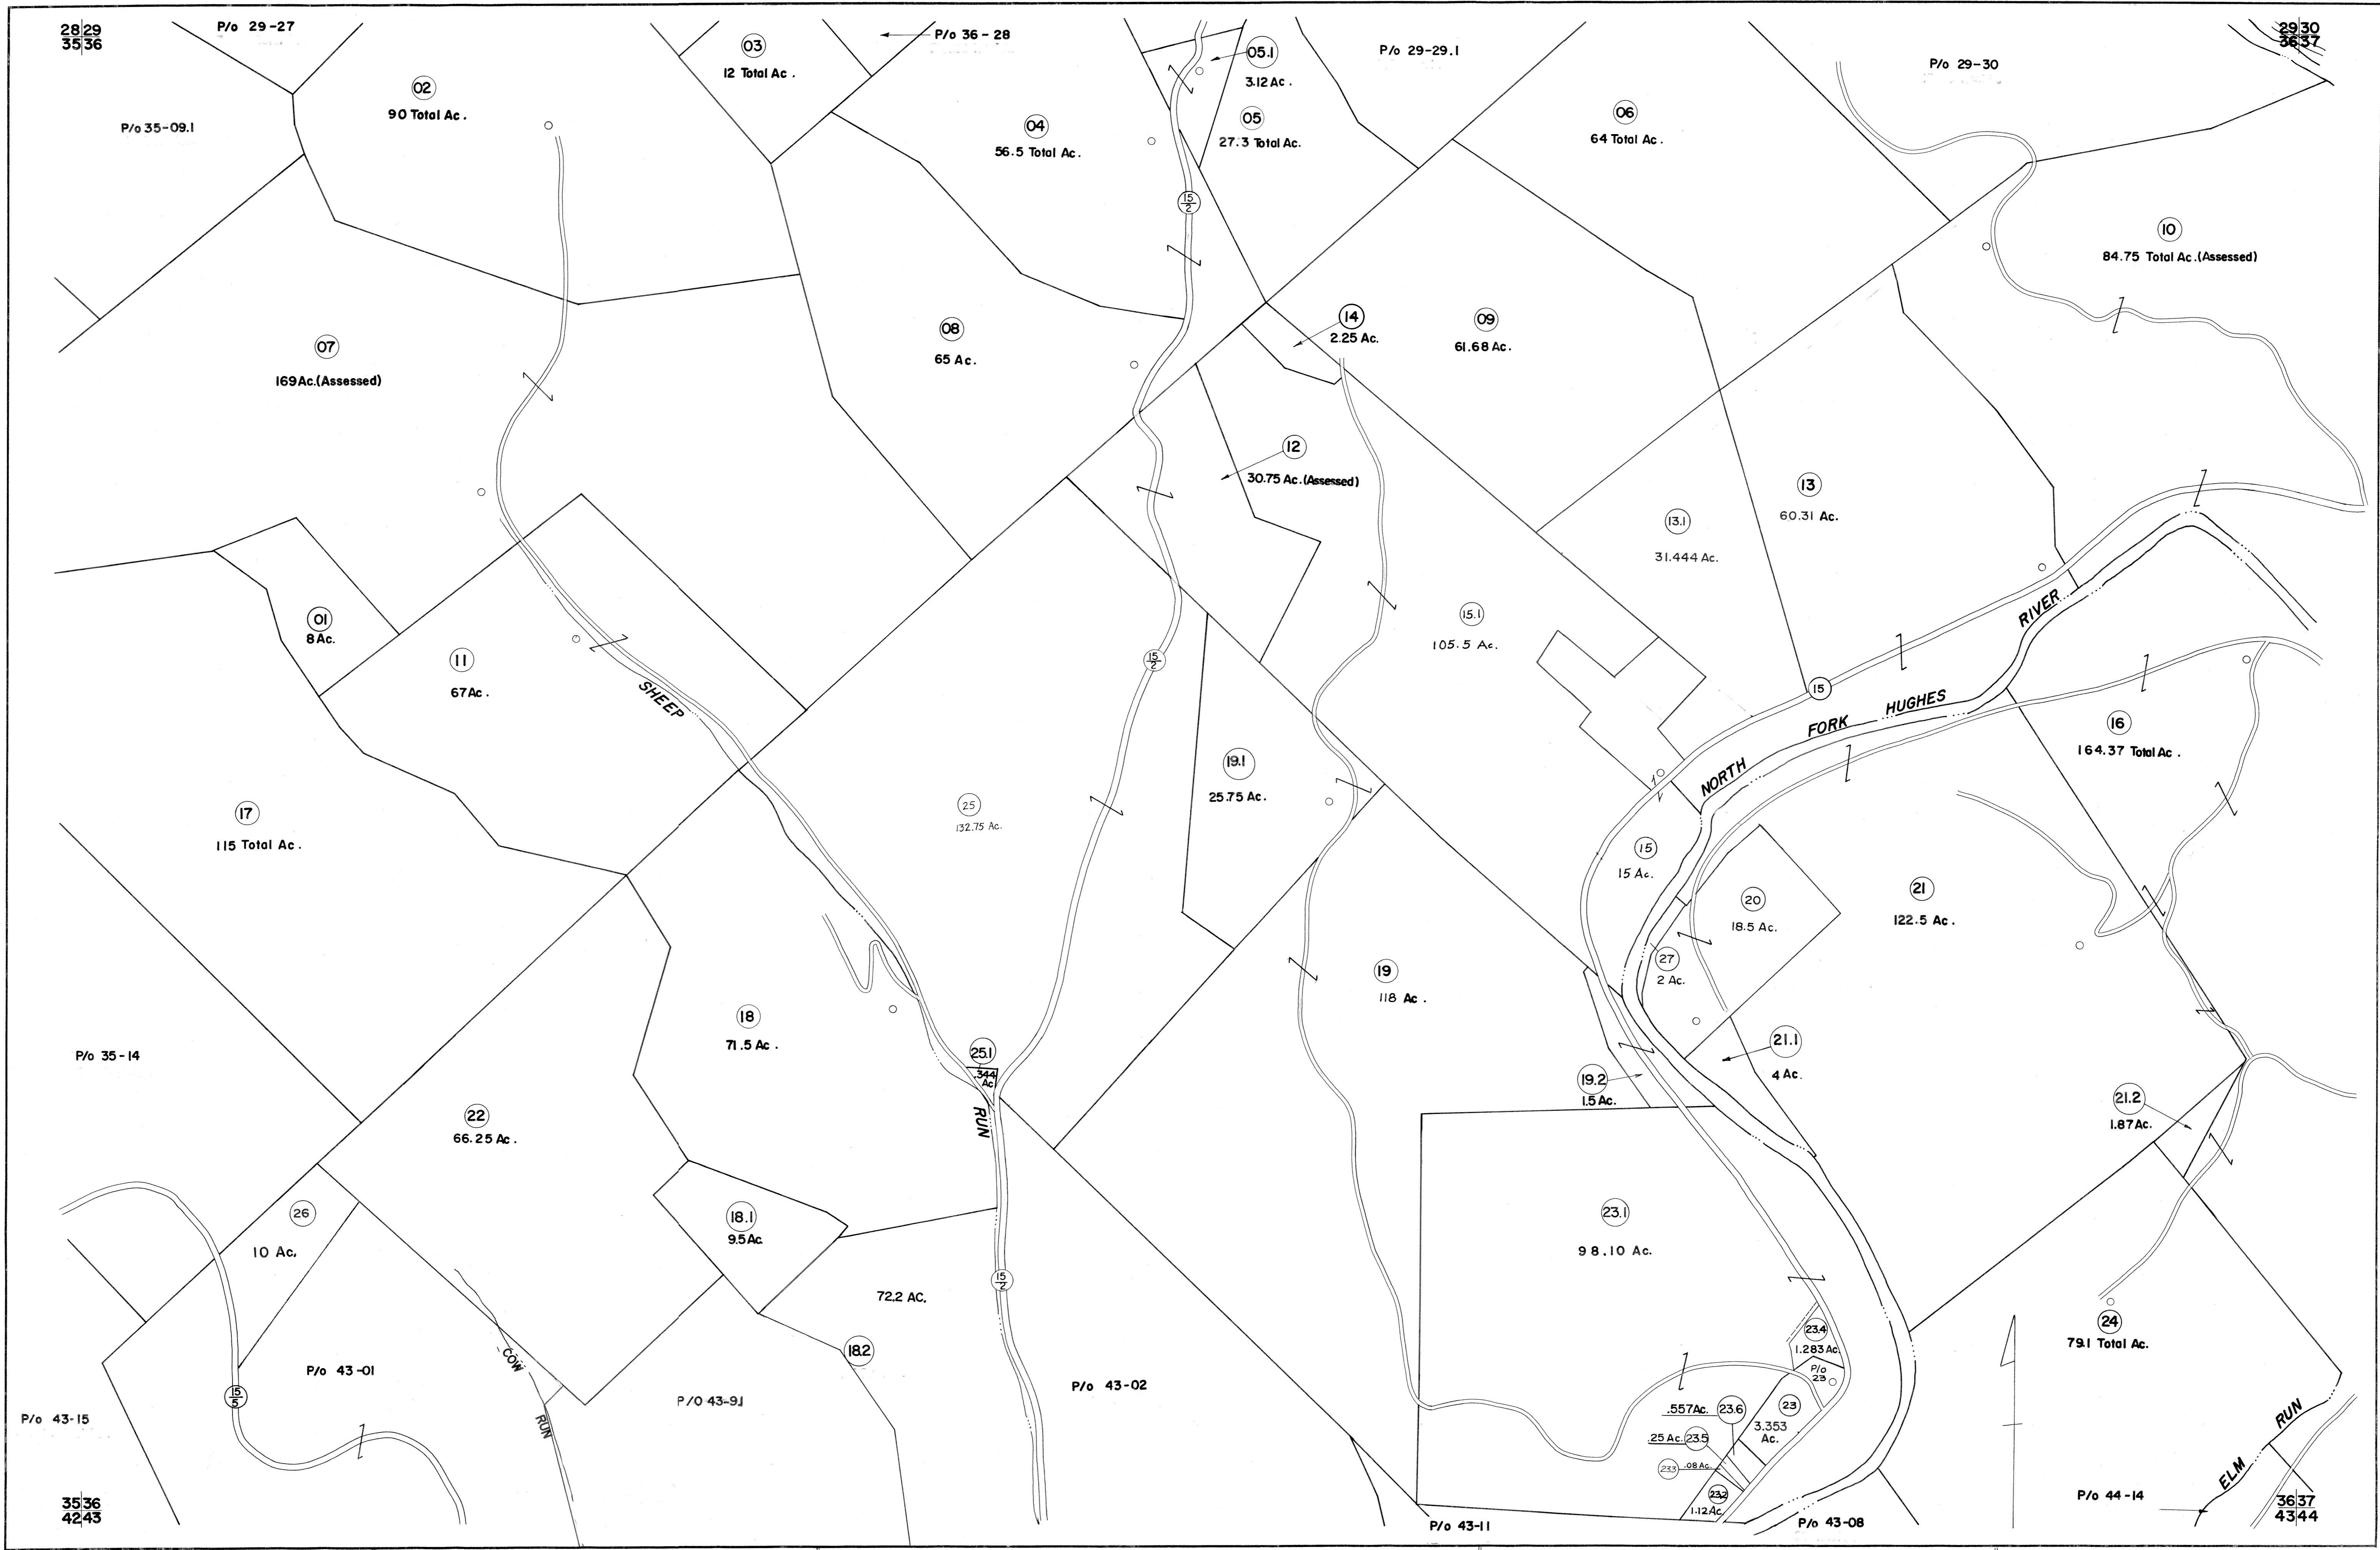 28 29
35 36
P/o 29-27
P/o 35-09.1
02
90 Total Ac.
03
12 Total Ac.
P/o 36-28
04
56.5 Total Ac.
05.1
3.12 Ac.
05
27.3 Total Ac.
P/o 29-29.1
06
64 Total Ac.
P/o 29-30
29 30
36 37
15
2
10
84.75 Total Ac.(Assessed)
07
169 Ac.(Assessed)
08
65 Ac.
14
2.25 Ac.
09
61.68 Ac.
12
30.75 Ac.(Assessed)
13
60.31 Ac.
13.1
31.444 Ac.
01
8 Ac.
11
67 Ac.
SHEEP
15
2
15.1
105.5 Ac.
RIVER
15
HUGHES
FORK
NORTH
16
164.37 Total Ac.
17
115 Total Ac.
25
132.75 Ac.
19.1
25.75 Ac.
15
15 Ac.
20
18.5 Ac.
21
122.5 Ac.
27
2 Ac.
19
118 Ac.
18
71.5 Ac.
25.1
.344
Ac.
P/o 35-14
21.1
4 Ac.
19.2
1.5 Ac.
22
66.25 Ac.
RUN
21.2
1.87 Ac.
26
10 Ac.
18.1
9.5 Ac.
23.1
98.10 Ac.
15
2
72.2 AC.
18.2
23.4
1.283 Ac.
24
79.1 Total Ac.
P/o
23
COW
RUN
P/o 43-01
15
5
P/o 43-9.1
P/o 43-02
P/o 43-15
.557 Ac. 23.6
23
3.353
Ac.
.25 Ac. 23.5
23.3 .08 Ac.
23.2
1.12 Ac.
ELM RUN
P/o 44-14
35 36
42 43
P/o 43-11
P/o 43-08
36 37
43 44